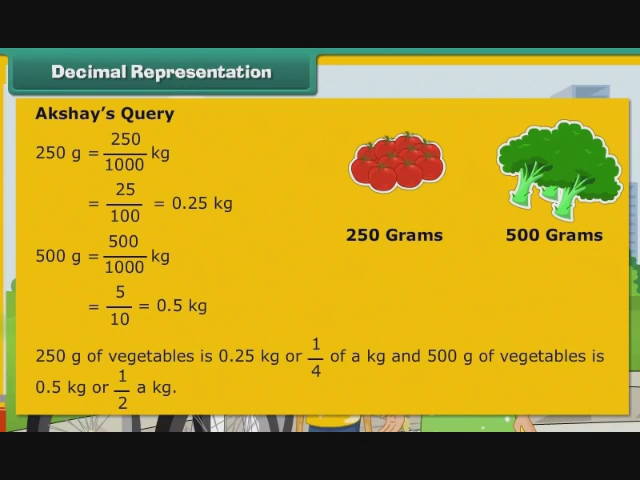 Decimal Representation
Akshay's Query
250 g = 250/1000 kg
= 25/100 = 0.25 kg
500 g = 500/1000 kg
= 5/10 = 0.5 kg
250 Grams
500 Grams
250 g of vegetables is 0.25 kg or 1/4 of a kg and 500 g of vegetables is
0.5 kg or 1/2 a kg.